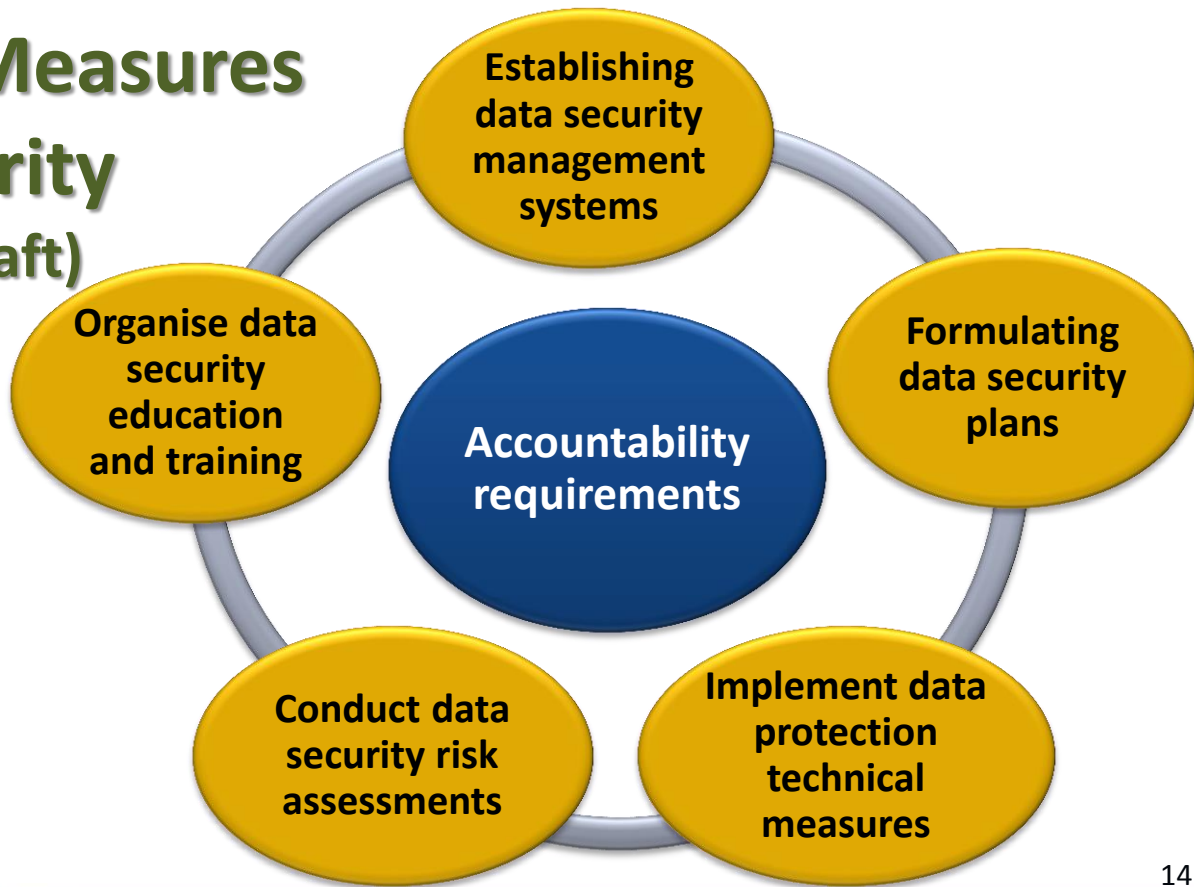 Measures
rity
aft)
Establishing
data security
management
systems
Formulating
data security
plans
Implement data
protection
technical
measures
Conduct data
security risk
assessments
Organise data
security
education
and training
Accountability
requirements
14